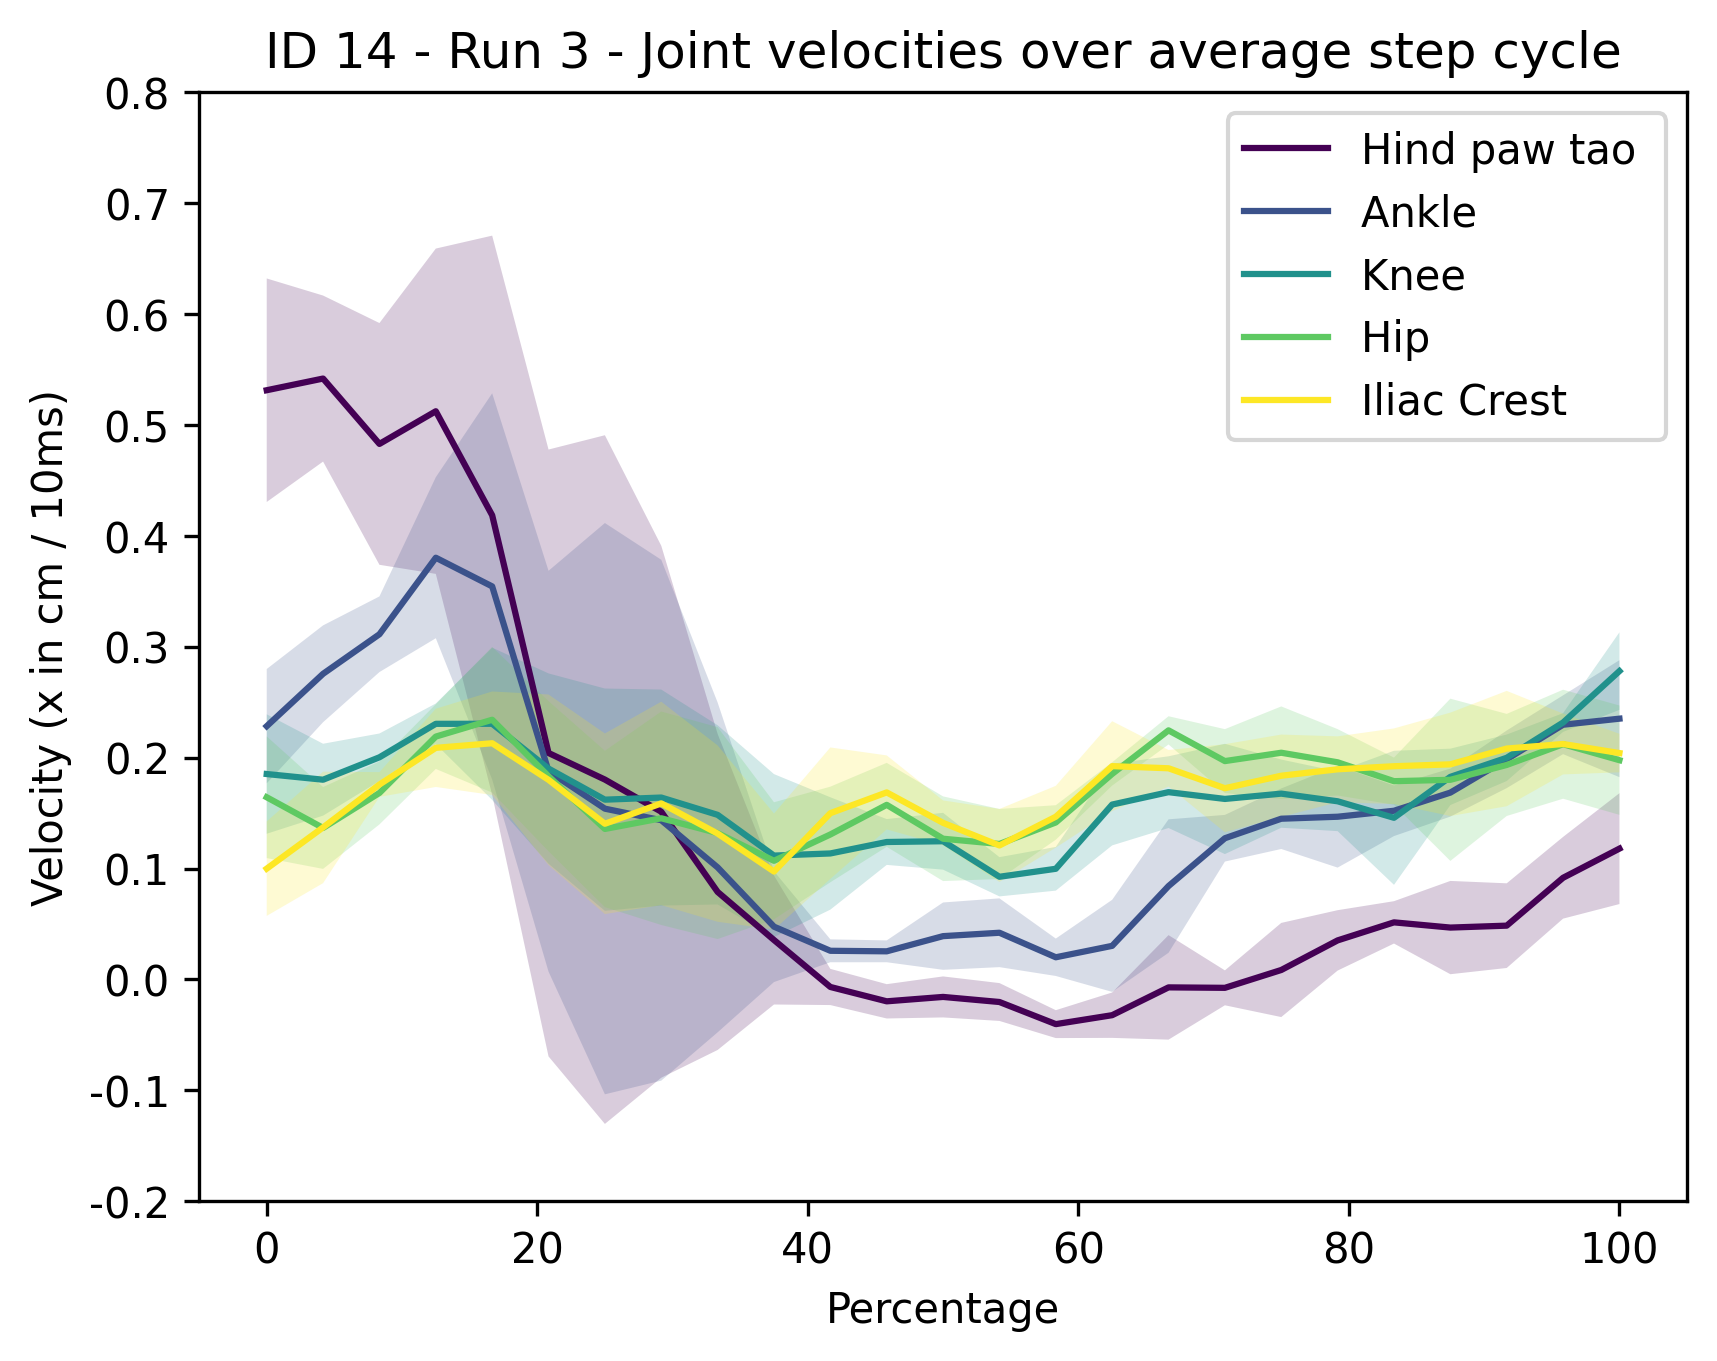 ID 14 - Run 3 - Joint velocities over average step cycle
0.8
0.7
0.6
0.5
0.4
0.3
0.2
0.1
0.0
-0.1
-0.2
Velocity (x in cm / 10ms)
Hind paw tao
Ankle
Knee
Hip
Iliac Crest
0 20 40 60 80 100
Percentage